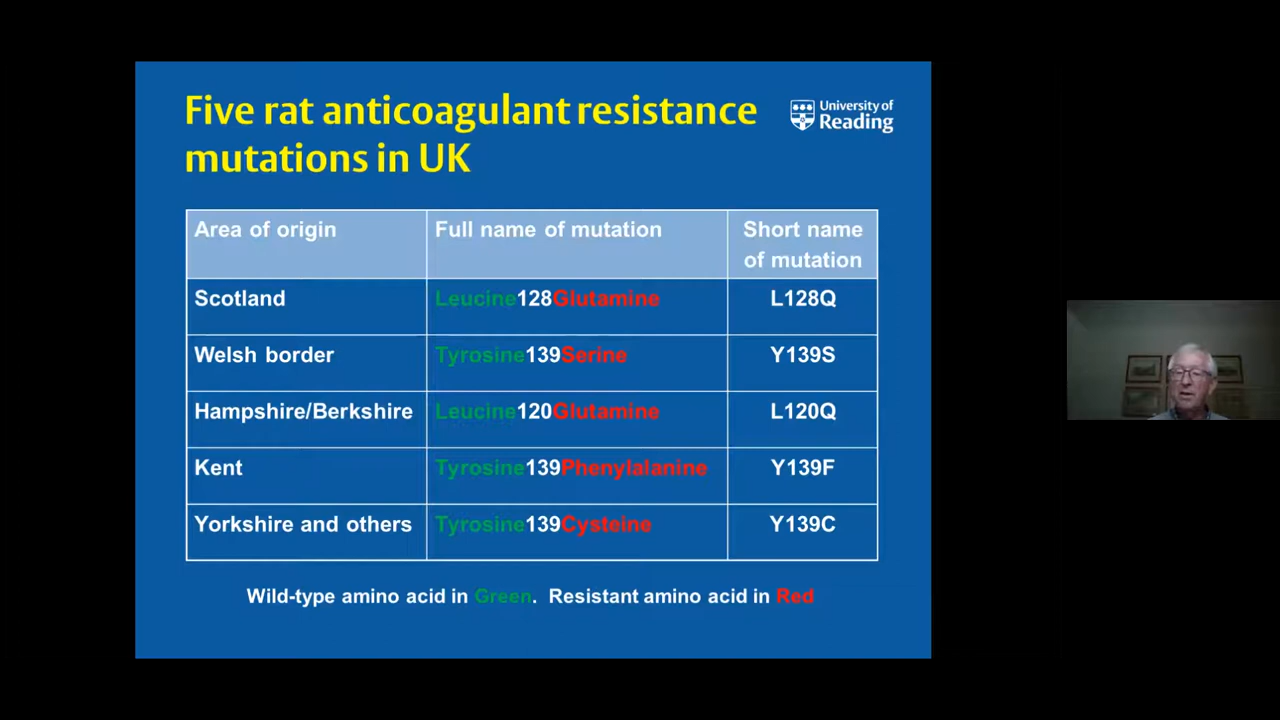 Five rat anticoagulant resistance
mutations in UK
University of
Reading
Area of origin
Full name of mutation
Short name
of mutation
Scotland
Leucine128Glutamine
L128Q
Welsh border
Tyrosine139Serine
Y139S
Hampshire/Berkshire
Leucine120Glutamine
L120Q
Kent
Tyrosine139Phenylalanine
Y139F
Yorkshire and others
Tyrosine139Cysteine
Y139C
Wild-type amino acid in Green. Resistant amino acid in Red